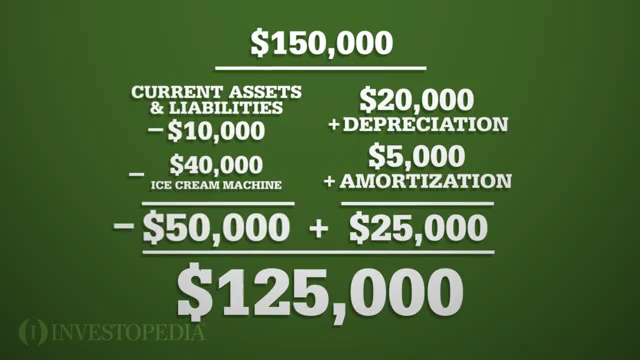 $150,000
CURRENT ASSETS
& LIABILITIES
−$10,000
− $40,000
ICE CREAM MACHINE
$20,000
+DEPRECIATION
$5,000
+AMORTIZATION
−$50,000 + $25,000
$125,000
INVESTOPEDIA